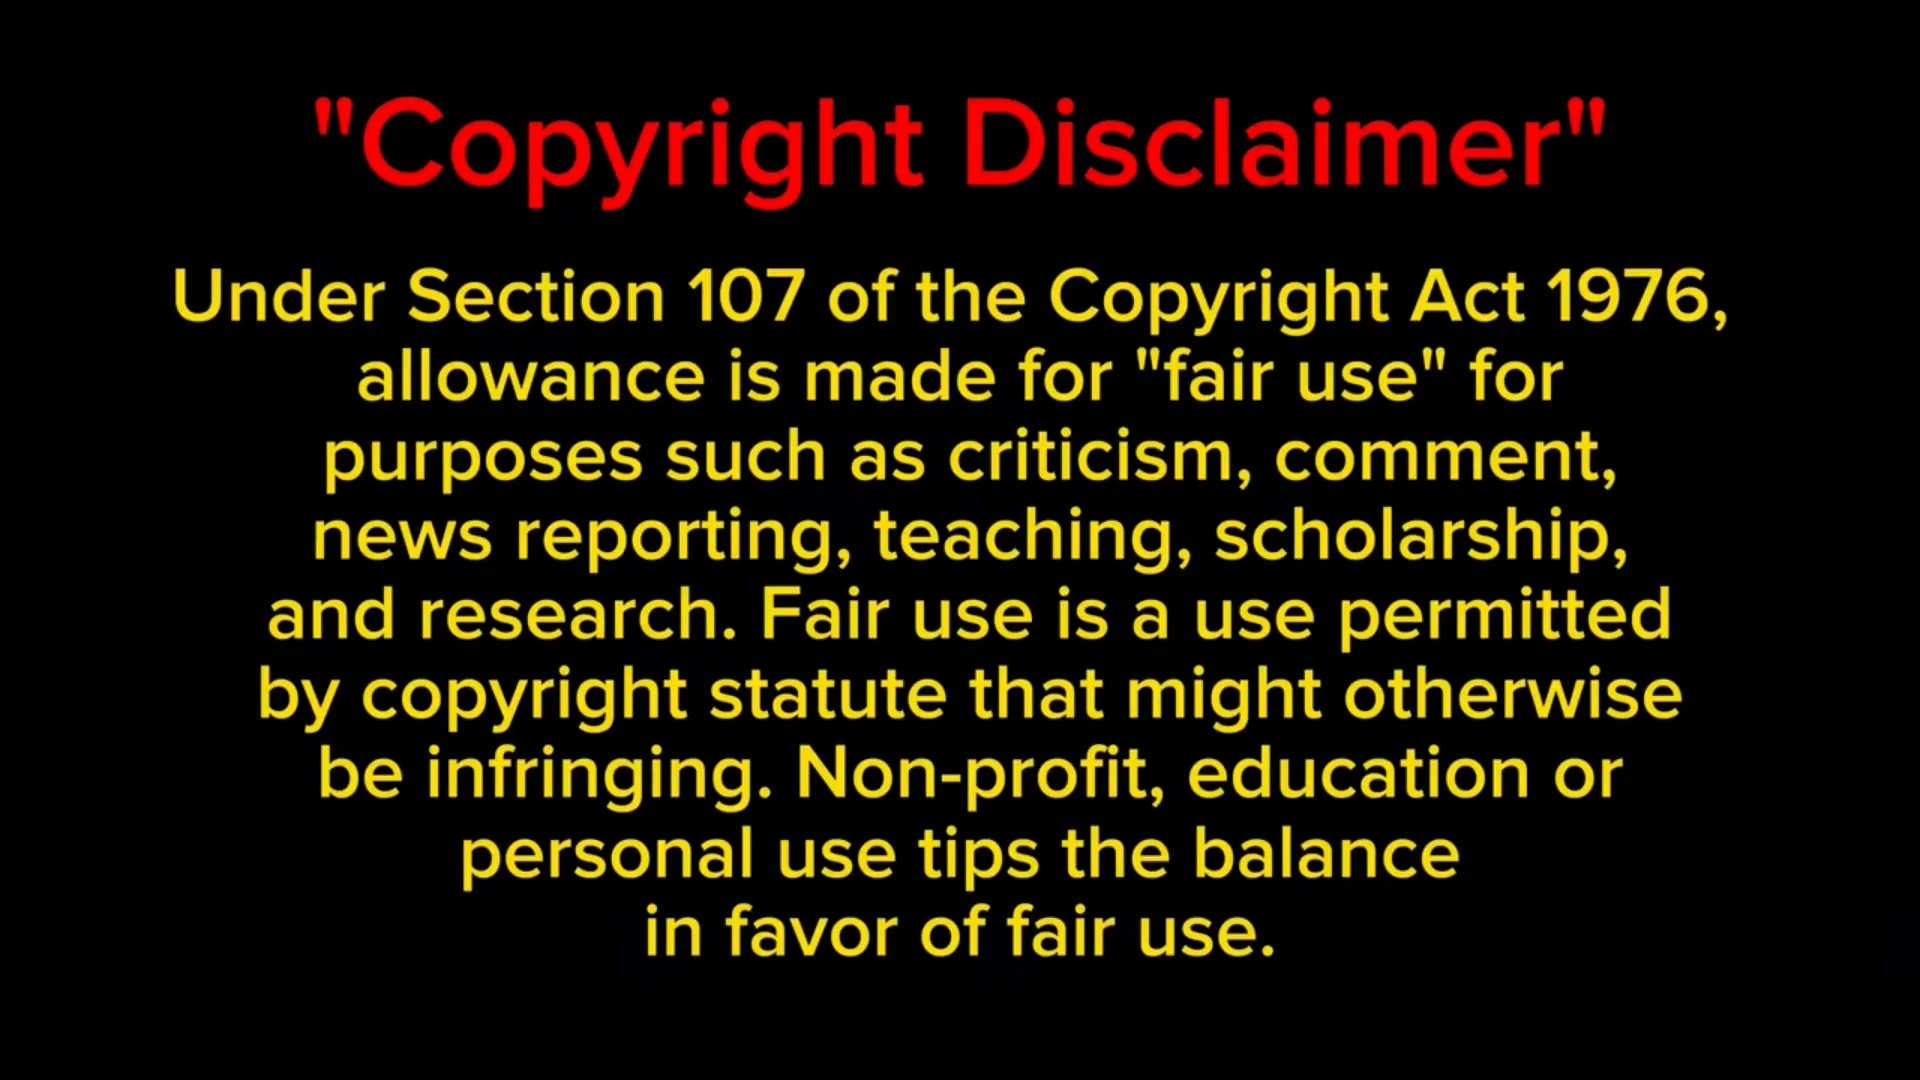 "Copyright Disclaimer"
Under Section 107 of the Copyright Act 1976,
allowance is made for "fair use" for
purposes such as criticism, comment,
news reporting, teaching, scholarship,
and research. Fair use is a use permitted
by copyright statute that might otherwise
be infringing. Non-profit, education or
personal use tips the balance
in favor of fair use.